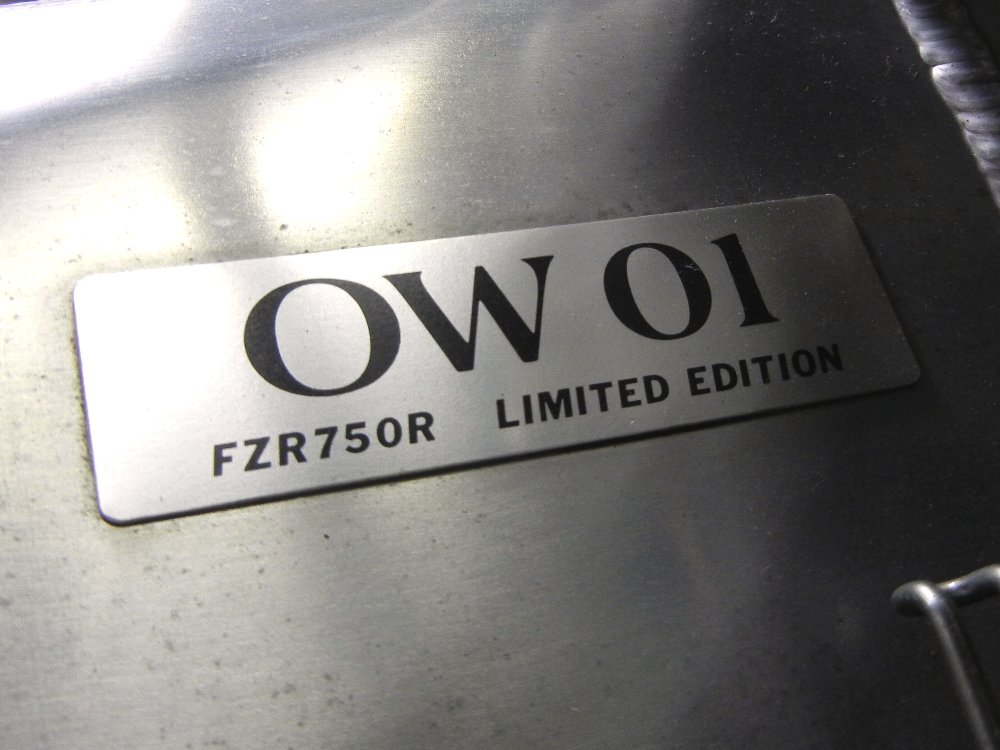 OW 01
FZR750R LIMITED EDITION